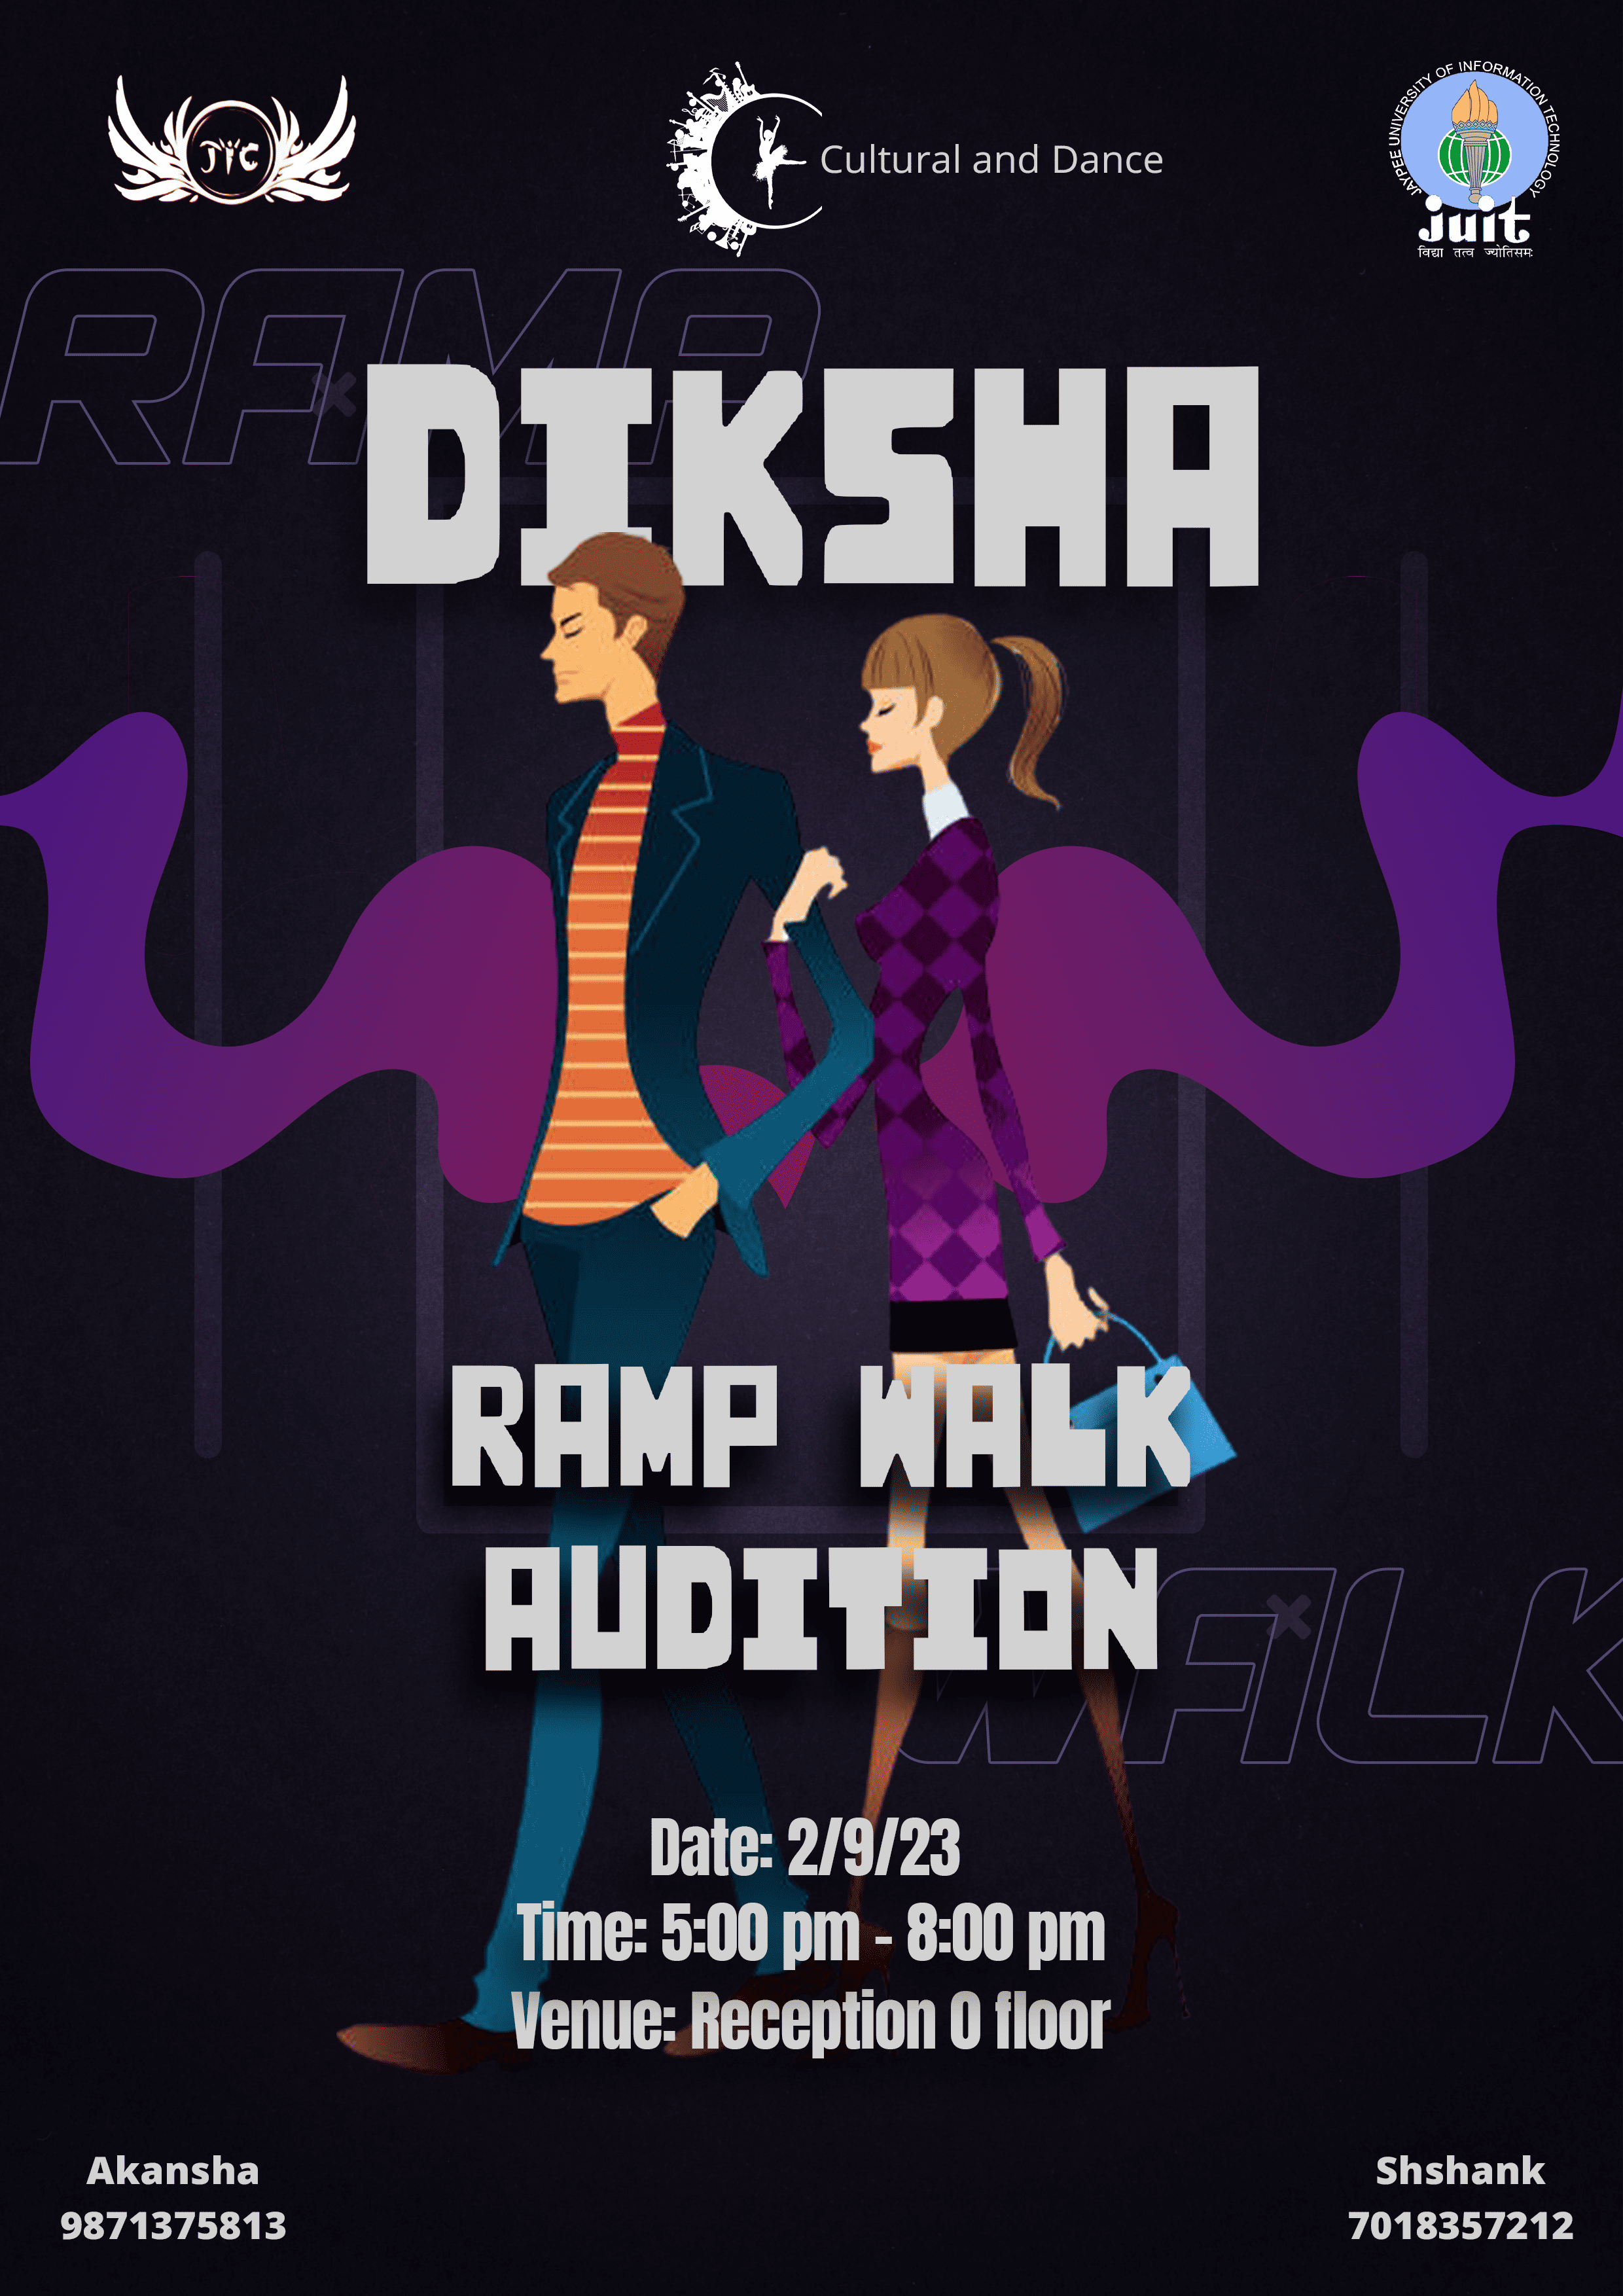 JYC
Cultural and Dance
JAYPEE UNIVERSITY OF INFORMATION TECHNOLOGY
juit
विद्या तत्व ज्योतिसमः
RAMP
DIKSHA
RAMP WALK
AUDITION
WALK
Date: 2/9/23
Time: 5:00 pm - 8:00 pm
Venue: Reception 0 floor
Akansha
9871375813
Shshank
7018357212